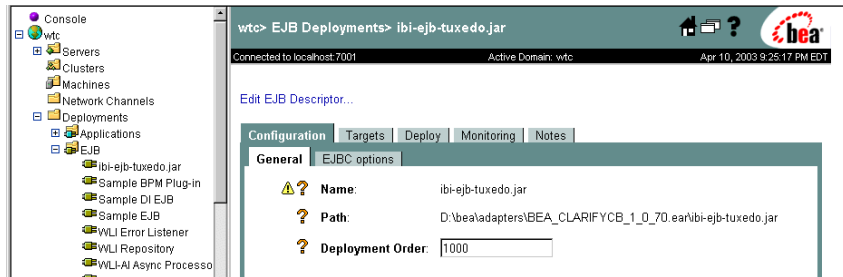 Console
wtc
Servers
Clusters
Machines
Network Channels
Deployments
Applications
EJB
ibi-ejb-tuxedo.jar
Sample BPM Plug-in
Sample DI EJB
Sample EJB
WLI Error Listener
WLI Repository
WLI-AI Async Processo
wtc> EJB Deployments> ibi-ejb-tuxedo.jar
? bea
Connected to localhost:7001 Active Domain: wtc Apr 10, 2003 9:25:17 PM EDT
Edit EJB Descriptor...
Configuration Targets Deploy Monitoring Notes
General EJBC options
? Name: ibi-ejb-tuxedo.jar
? Path: D:\bea\adapters\BEA_CLARIFYCB_1_0_70.ear\ibi-ejb-tuxedo.jar
? Deployment Order: 1000